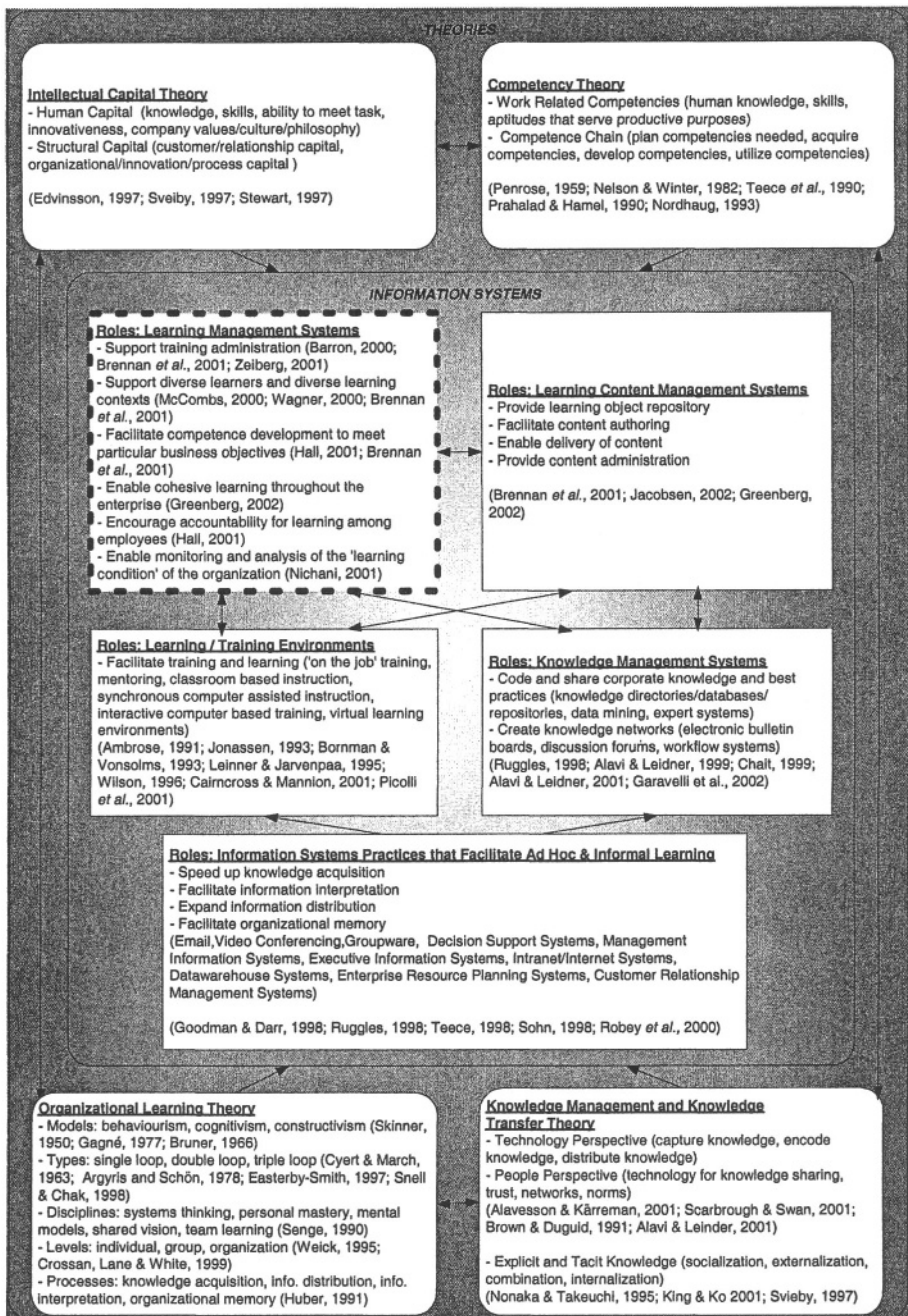 THEORIES
Intellectual Capital Theory
- Human Capital (knowledge, skills, ability to meet task,
innovativeness, company values/culture/philosophy)
- Structural Capital (customer/relationship capital,
organizational/innovation/process capital )
(Edvinsson, 1997; Sveiby, 1997; Stewart, 1997)
Competency Theory
- Work Related Competencies (human knowledge, skills,
aptitudes that serve productive purposes)
- Competence Chain (plan competencies needed, acquire
competencies, develop competencies, utilize competencies)
(Penrose, 1959; Nelson & Winter, 1982; Teece et al., 1990;
Prahalad & Hamel, 1990; Nordhaug, 1993)
INFORMATION SYSTEMS
Roles: Learning Management Systems
- Support training administration (Barron, 2000;
Brennan et al., 2001; Zeiberg, 2001)
- Support diverse learners and diverse learning
contexts (McCombs, 2000; Wagner, 2000; Brennan
et al., 2001)
- Facilitate competence development to meet
particular business objectives (Hall, 2001; Brennan
et al., 2001)
- Enable cohesive learning throughout the
enterprise (Greenberg, 2002)
- Encourage accountability for learning among
employees (Hall, 2001)
- Enable monitoring and analysis of the 'learning
condition' of the organization (Nichani, 2001)
Roles: Learning Content Management Systems
- Provide learning object repository
- Facilitate content authoring
- Enable delivery of content
- Provide content administration
(Brennan et al., 2001; Jacobsen, 2002; Greenberg,
2002)
Roles: Learning / Training Environments
- Facilitate training and learning ('on the job' training,
mentoring, classroom based instruction,
synchronous computer assisted instruction,
interactive computer based training, virtual learning
environments)
(Ambrose, 1991; Jonassen, 1993; Bornman &
Vonsolms, 1993; Leinner & Jarvenpaa, 1995;
Wilson, 1996; Cairncross & Mannion, 2001; Picolli
et al., 2001)
Roles: Knowledge Management Systems
- Code and share corporate knowledge and best
practices (knowledge directories/databases/
repositories, data mining, expert systems)
- Create knowledge networks (electronic bulletin
boards, discussion forums, workflow systems)
(Ruggles, 1998; Alavi & Leidner, 1999; Chait, 1999;
Alavi & Leidner, 2001; Garavelli et al., 2002)
Roles: Information Systems Practices that Facilitate Ad Hoc & Informal Learning
- Speed up knowledge acquisition
- Facilitate information interpretation
- Expand information distribution
- Facilitate organizational memory
(Email,Video Conferencing,Groupware, Decision Support Systems, Management
Information Systems, Executive Information Systems, Intranet/Internet Systems,
Datawarehouse Systems, Enterprise Resource Planning Systems, Customer Relationship
Management Systems)
(Goodman & Darr, 1998; Ruggles, 1998; Teece, 1998; Sohn, 1998; Robey et al., 2000)
Organizational Learning Theory
- Models: behaviourism, cognitivism, constructivism (Skinner,
1950; Gagné, 1977; Bruner, 1966)
- Types: single loop, double loop, triple loop (Cyert & March,
1963; Argyris and Schön, 1978; Easterby-Smith, 1997; Snell
& Chak, 1998)
- Disciplines: systems thinking, personal mastery, mental
models, shared vision, team learning (Senge, 1990)
- Levels: individual, group, organization (Weick, 1995;
Crossan, Lane & White, 1999)
- Processes: knowledge acquisition, info. distribution, info.
interpretation, organizational memory (Huber, 1991)
Knowledge Management and Knowledge
Transfer Theory
- Technology Perspective (capture knowledge, encode
knowledge, distribute knowledge)
- People Perspective (technology for knowledge sharing,
trust, networks, norms)
(Alavesson & Kärreman, 2001; Scarbrough & Swan, 2001;
Brown & Duguid, 1991; Alavi & Leinder, 2001)
- Explicit and Tacit Knowledge (socialization, externalization,
combination, internalization)
(Nonaka & Takeuchi, 1995; King & Ko 2001; Svieby, 1997)